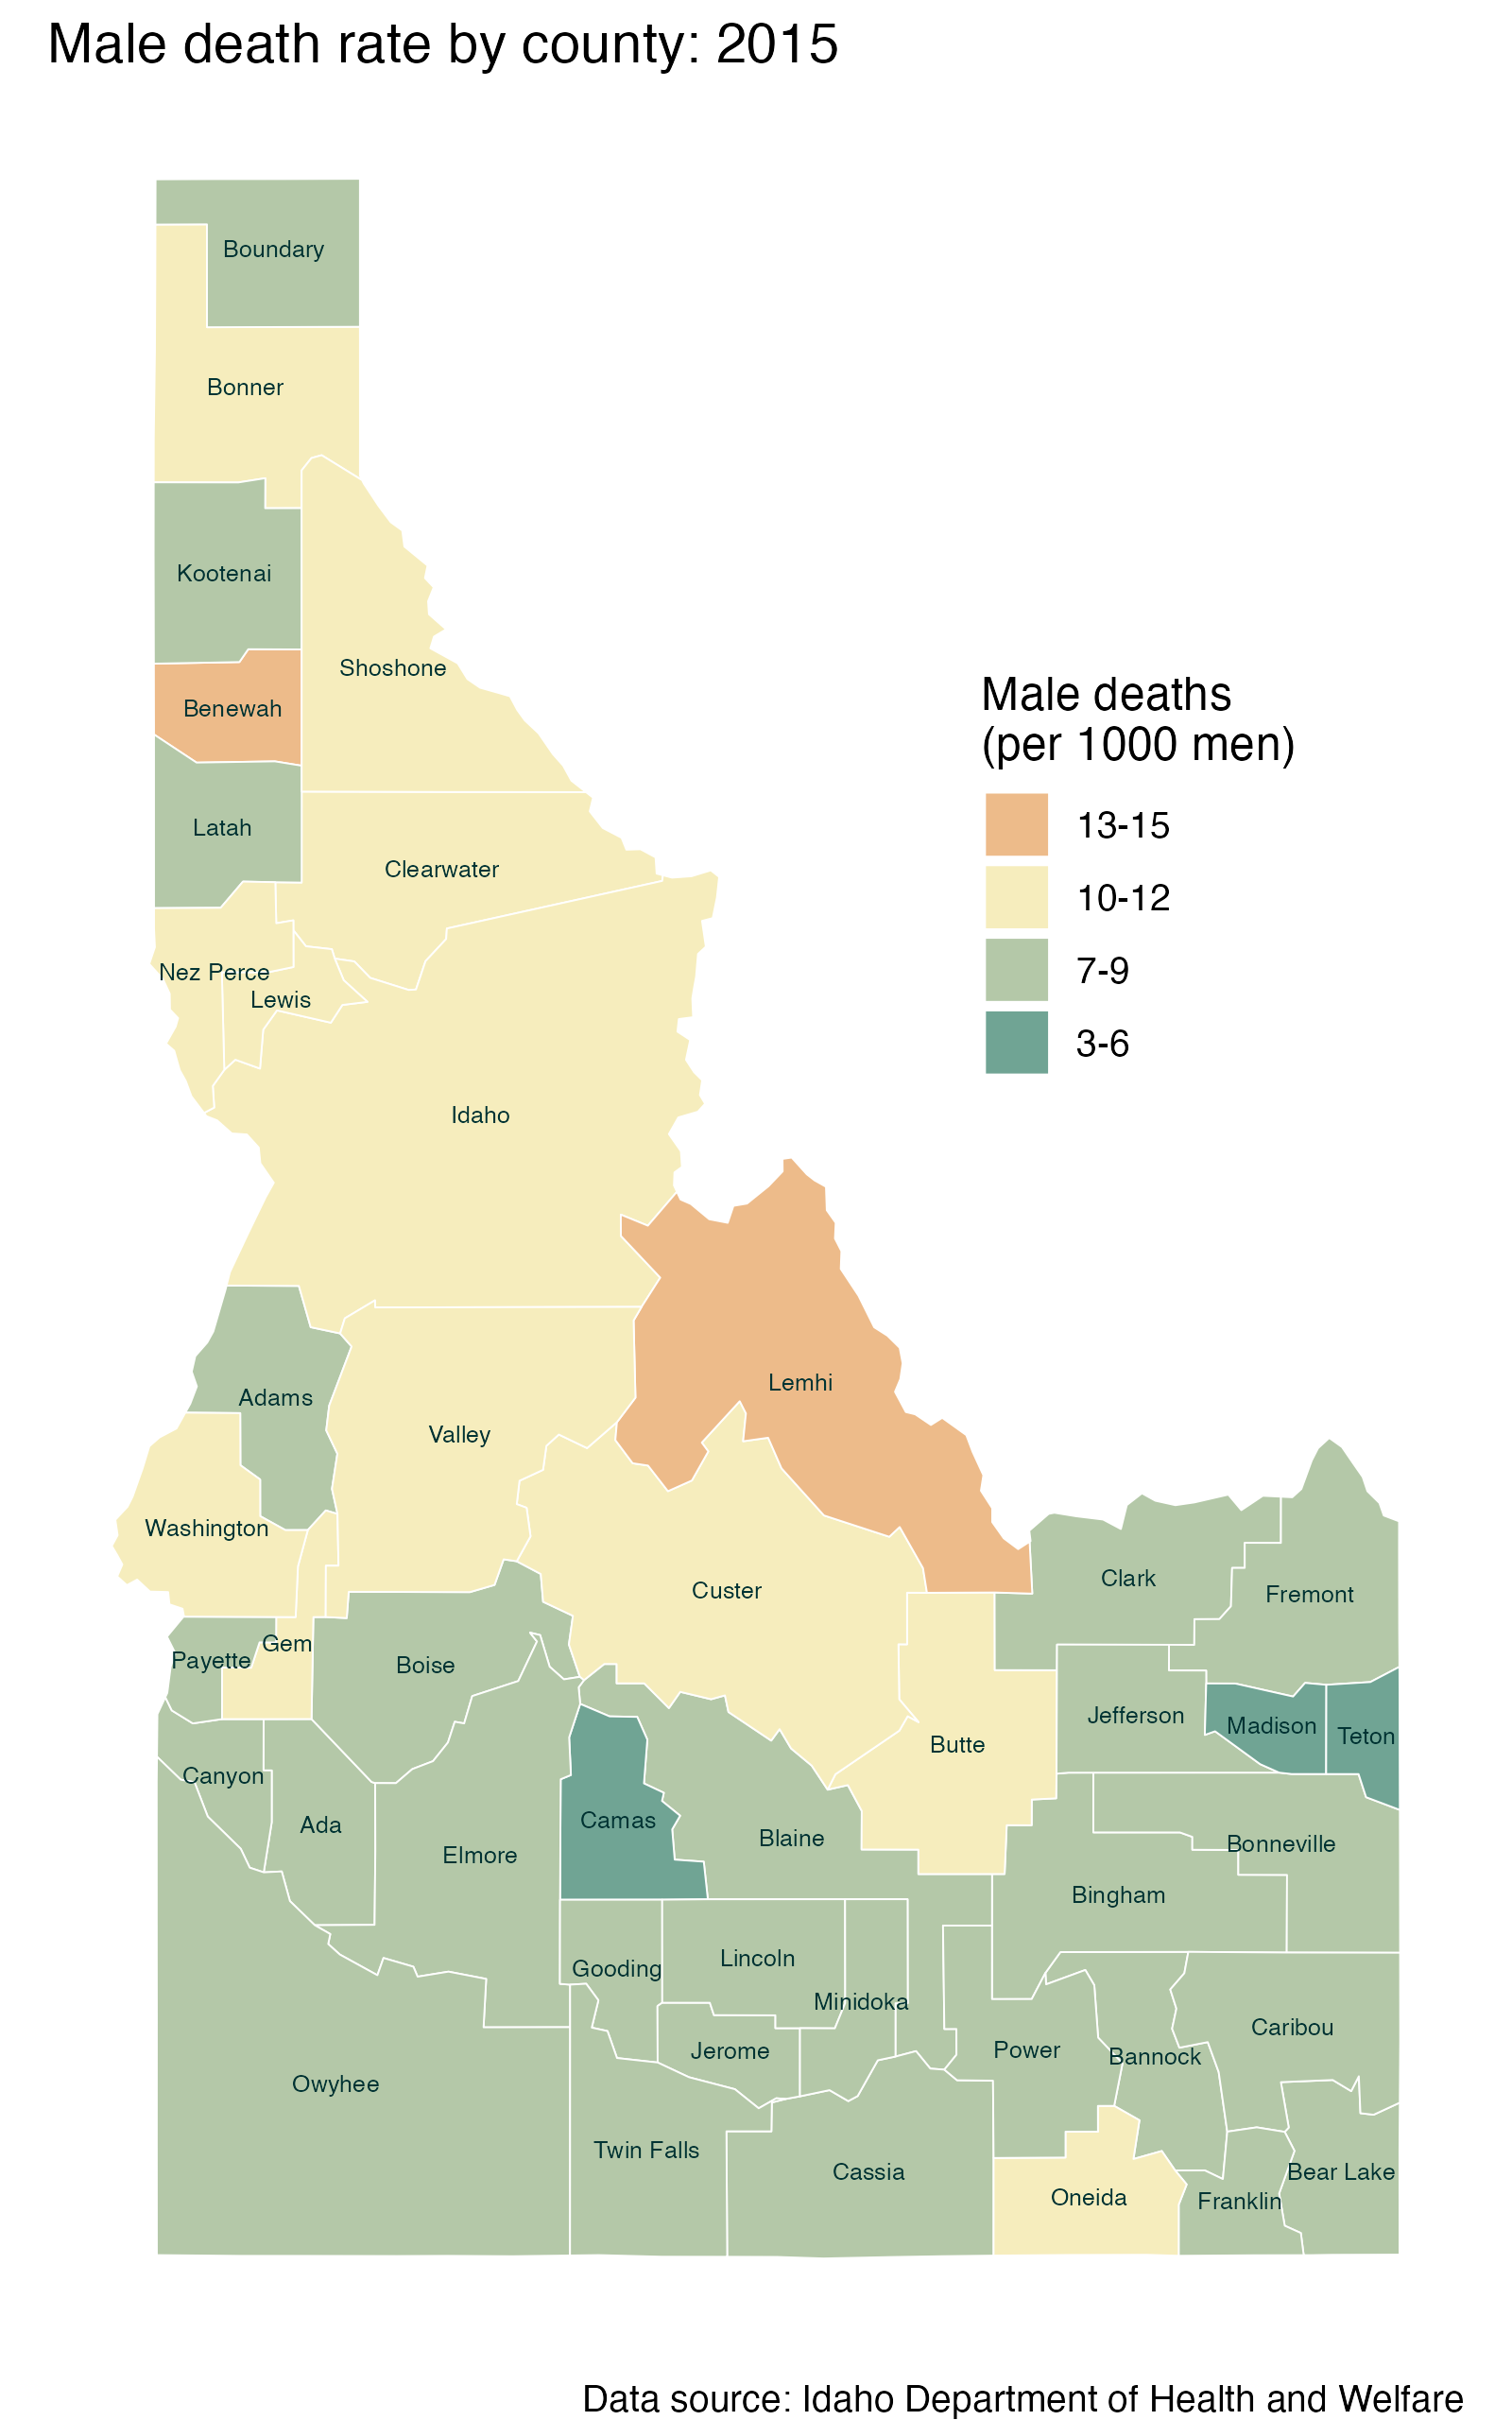 Male death rate by county: 2015
Boundary
Bonner
Kootenai
Shoshone
Benewah
Latah
Clearwater
Nez Perce
Lewis
Idaho
Male deaths
(per 1000 men)
13-15
10-12
7-9
3-6
Lemhi
Adams
Valley
Washington
Custer
Clark
Fremont
Gem
Payette
Boise
Jefferson
Madison
Teton
Butte
Canyon
Ada
Camas
Blaine
Elmore
Bonneville
Bingham
Gooding
Lincoln
Minidoka
Jerome
Power
Bannock
Caribou
Owyhee
Twin Falls
Cassia
Oneida
Franklin
Bear Lake
Data source: Idaho Department of Health and Welfare